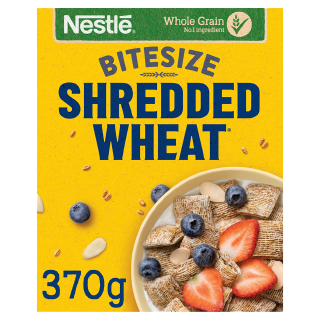 Nestlé
Whole Grain
No.1 ingredient
BITESIZE
SHREDDED
WHEAT®
370g